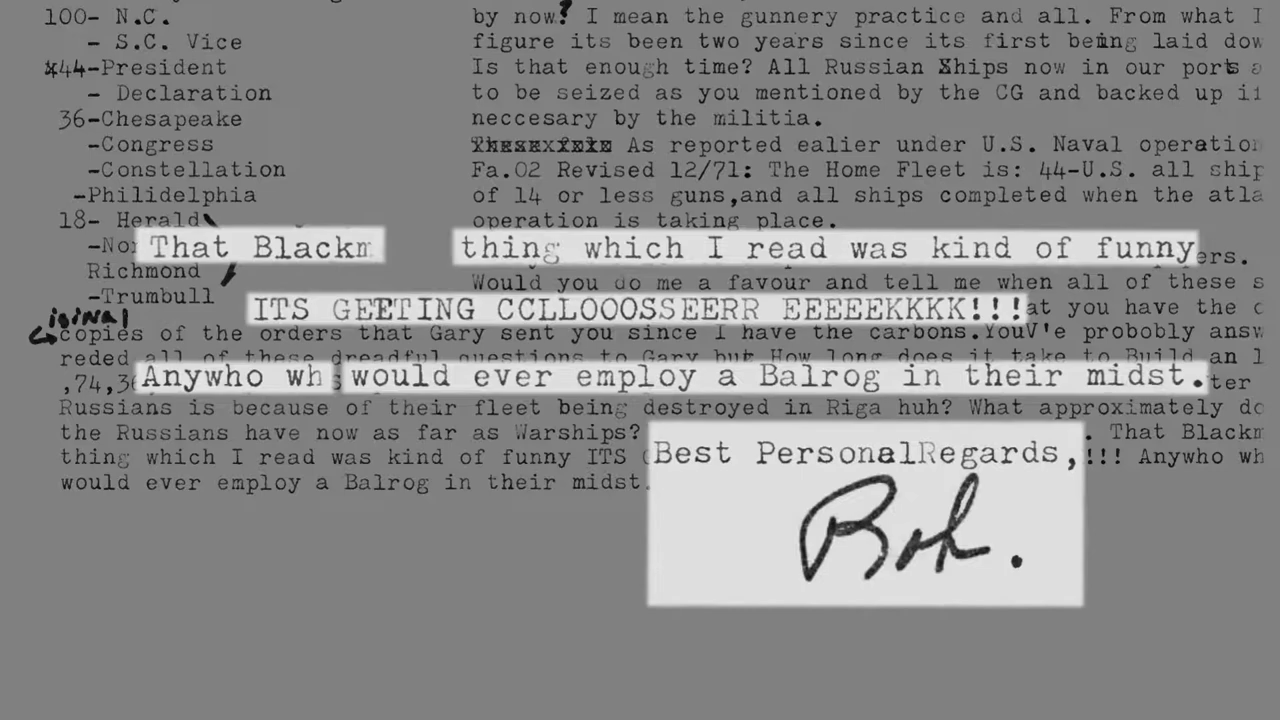 100- N.C.
by now? I mean the gunnery practice and all. From what I
- S.C. Vice
figure its been two years since its first being laid dow
44-President
Is that enough time? All Russian Ships now in our ports a
- Declaration
to be seized as you mentioned by the CG and backed up ii
36-Chesapeake
neccesary by the militia.
-Congress
As reported ealier under U.S. Naval operation
-Constellation
Fa.02 Revised 12/71: The Home Fleet is: 44-U.S. all ship
-Philidelphia
of 14 or less guns,and all ships completed when the atla
18- Herald
operation is taking place.
-No
That Blackm thing which I read was kind of funny
ers.
Richmond
Would you do me a favour and tell me when all of these s
-Trumbull
ITS GEETING CCLLOOOSSEERR EEEEEKKKK!!!
at you have the c
copies of the orders that Gary sent you since I have the carbons.YouV'e probobly answ
reded all of these dreadful questions to Gary but How long does it take to Build an l
,74,36
Anywho wh would ever employ a Balrog in their midst.
ter
Russians is because of their fleet being destroyed in Riga huh? What approximately do
the Russians have now as far as Warships?
. That Blackm
thing which I read was kind of funny ITS
!!! Anywho wh
would ever employ a Balrog in their midst.
Best PersonalRegards,
Bob.